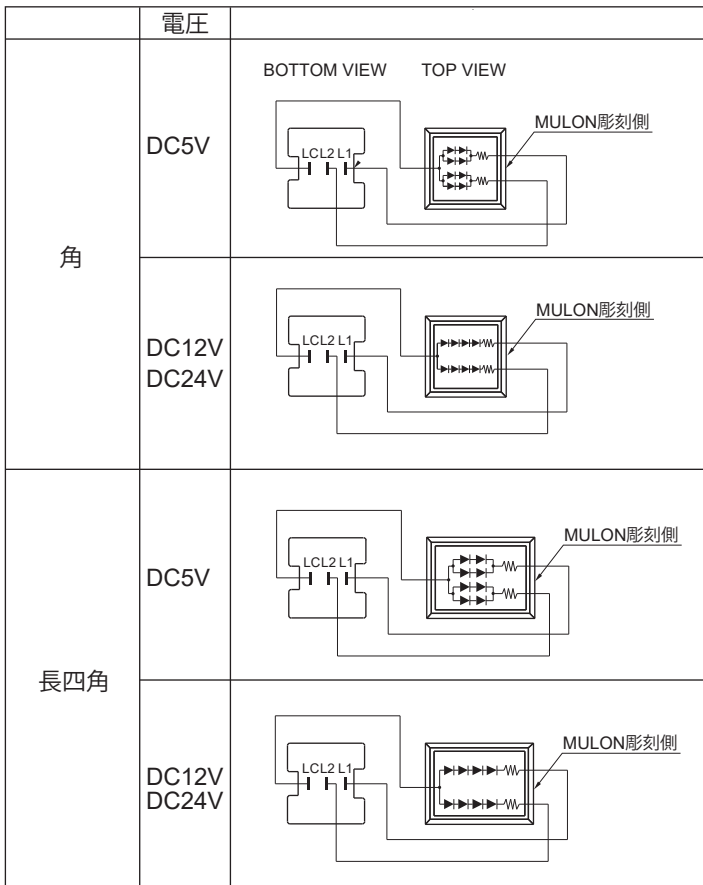 電圧
角
DC5V
BOTTOM VIEW TOP VIEW
LCL2 L1
MULON彫刻側
DC12V
DC24V
LCL2 L1
MULON彫刻側
長四角
DC5V
LCL2 L1
MULON彫刻側
DC12V
DC24V
LCL2 L1
MULON彫刻側